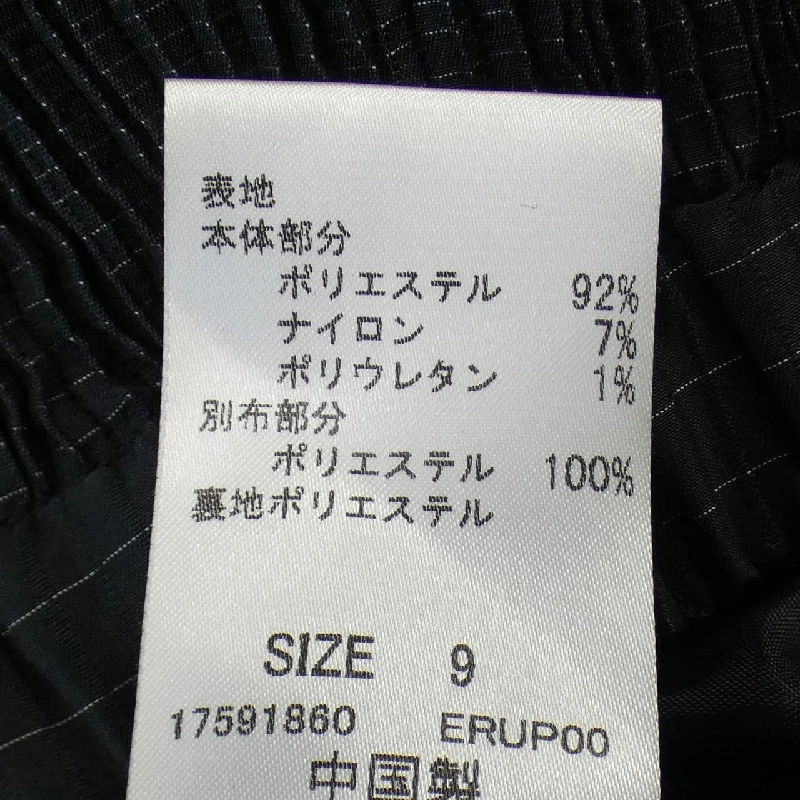 表地
本体部分
ポリエステル 92%
ナイロン 7%
ポリウレタン 1%
別布部分
ポリエステル 100%
裏地ポリエステル
SIZE 9
17591860 ERUP00
中国製